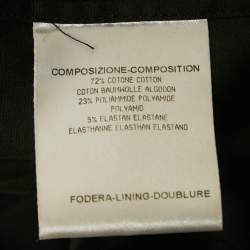 COMPOSIZIONE-COMPOSITION
72% COTONE COTTON
COTON BAUMWOLLE ALGODON
23% POLIAMMIDE POLYAMIDE
POLYAMID
5% ELASTAN ELASTANE
ELASTHANNE ELASTHAN ELASTANO
FODERA-LINING-DOUBLURE